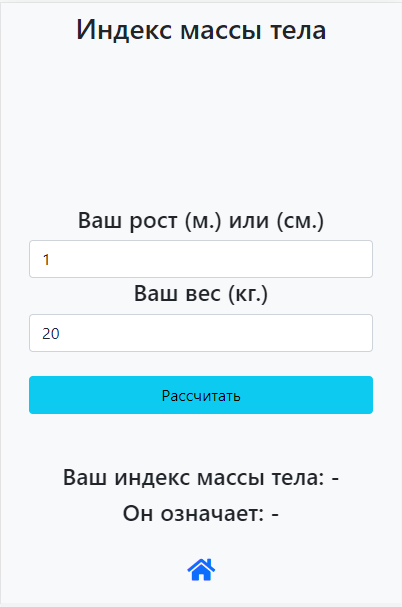 Индекс массы тела
Ваш рост (м.) или (см.)
1
Ваш вес (кг.)
20
Рассчитать
Ваш индекс массы тела: -
Он означает: -